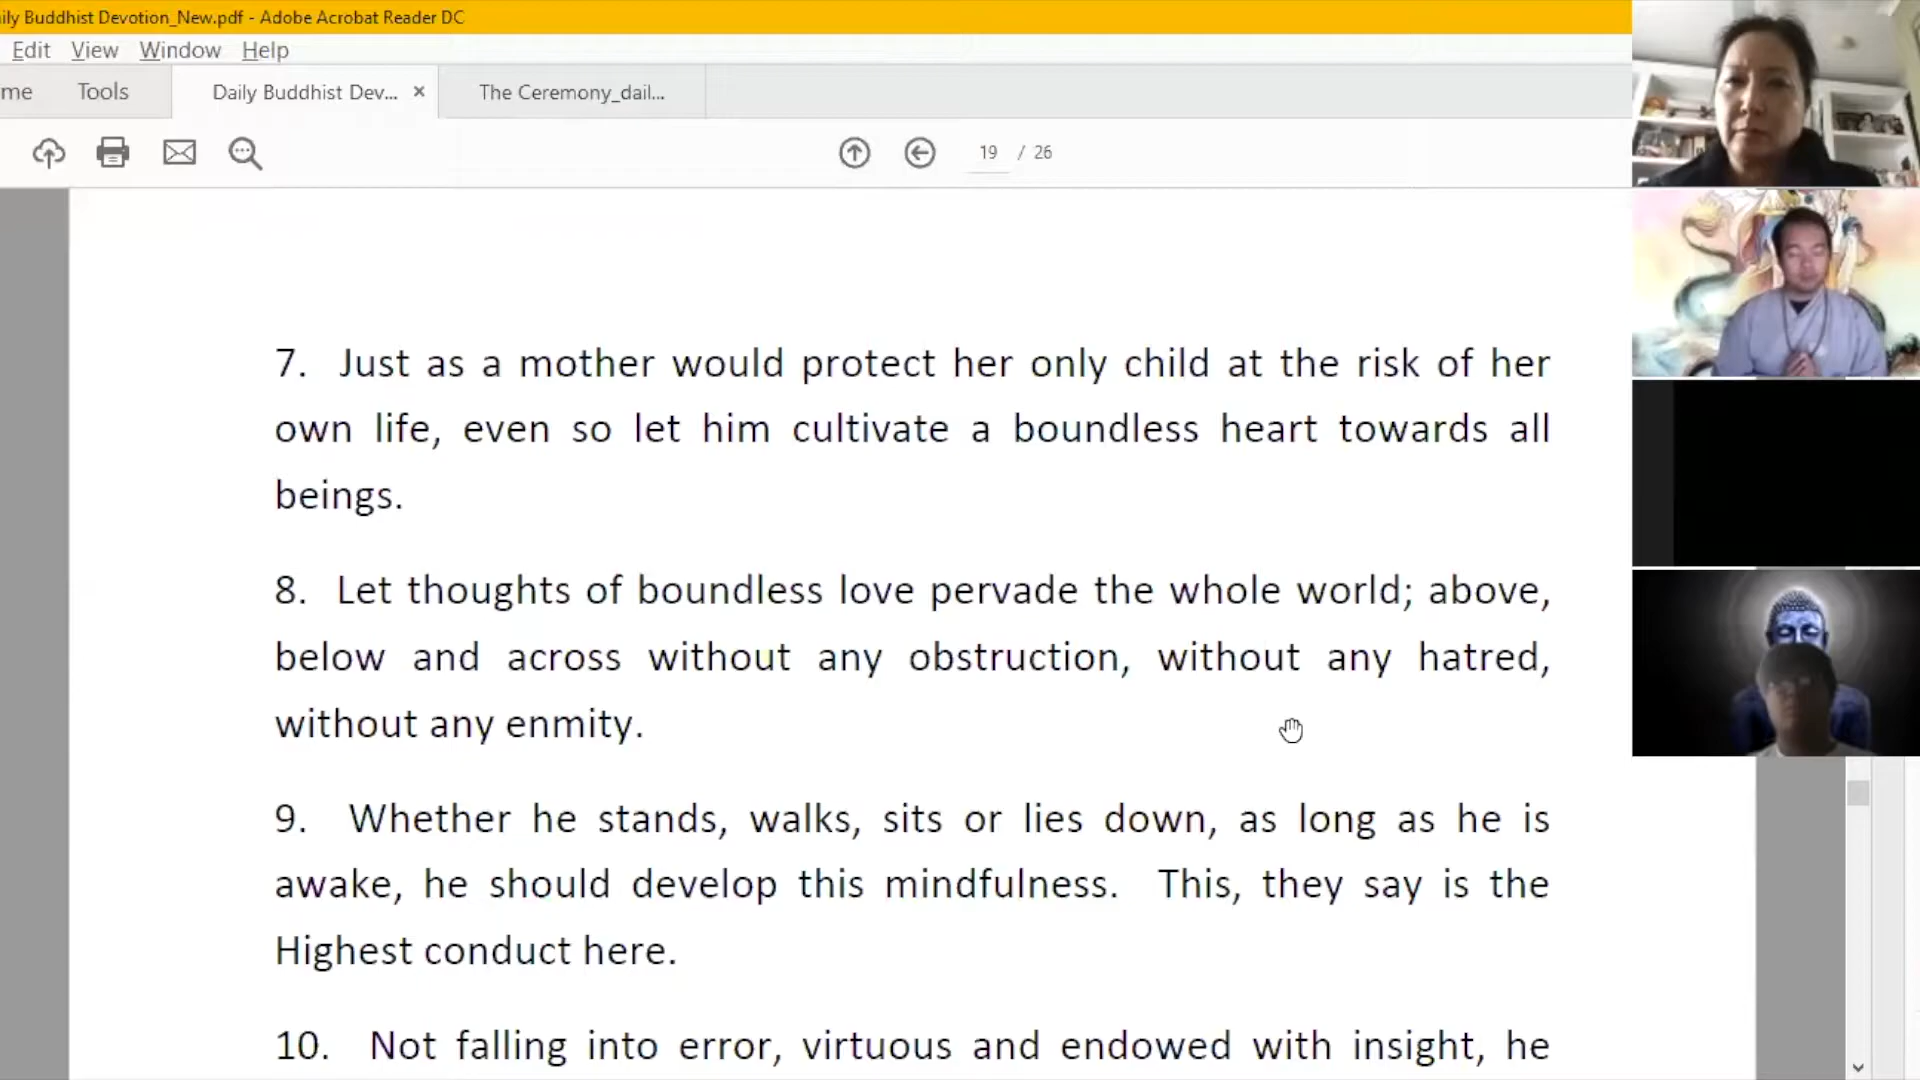 ily Buddhist Devotion_New.pdf - Adobe Acrobat Reader DC
Edit View Window Help
me Tools Daily Buddhist Dev... × The Ceremony_dail...
19 / 26
7. Just as a mother would protect her only child at the risk of her
own life, even so let him cultivate a boundless heart towards all
beings.
8. Let thoughts of boundless love pervade the whole world; above,
below and across without any obstruction, without any hatred,
without any enmity.
9. Whether he stands, walks, sits or lies down, as long as he is
awake, he should develop this mindfulness. This, they say is the
Highest conduct here.
10. Not falling into error, virtuous and endowed with insight, he